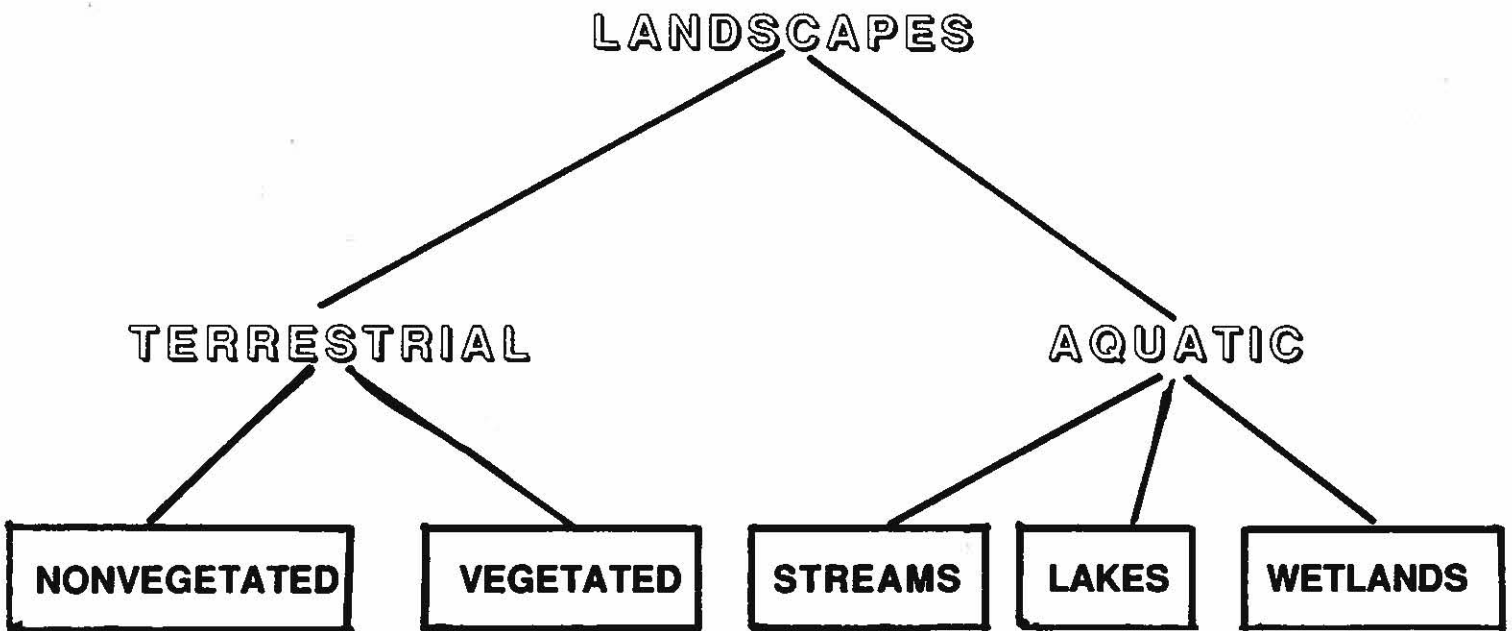 LANDSCAPES
TERRESTRIAL AQUATIC
NONVEGETATED VEGETATED STREAMS LAKES WETLANDS